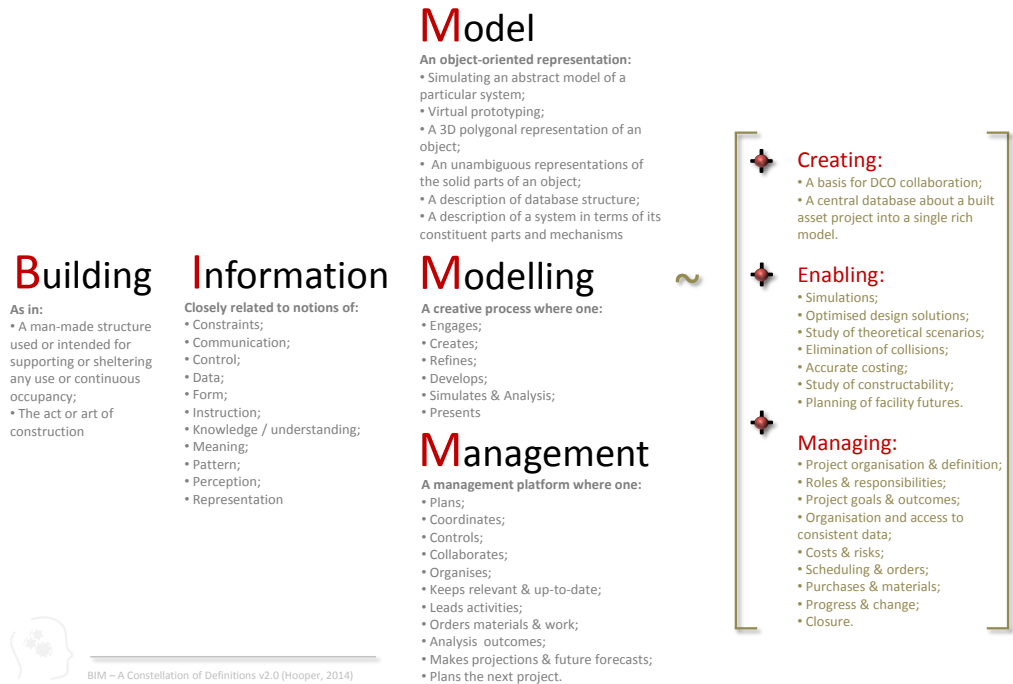 Model
An object-oriented representation:
• Simulating an abstract model of a
particular system;
• Virtual prototyping;
• A 3D polygonal representation of an
object;
• An unambiguous representations of
the solid parts of an object;
• A description of database structure;
• A description of a system in terms of its
constituent parts and mechanisms
Building
As in:
• A man-made structure
used or intended for
supporting or sheltering
any use or continuous
occupancy;
• The act or art of
construction
Information
Closely related to notions of:
• Constraints;
• Communication;
• Control;
• Data;
• Form;
• Instruction;
• Knowledge / understanding;
• Meaning;
• Pattern;
• Perception;
• Representation
Modelling
A creative process where one:
• Engages;
• Creates;
• Refines;
• Develops;
• Simulates & Analysis;
• Presents
Management
A management platform where one:
• Plans;
• Coordinates;
• Controls;
• Collaborates;
• Organises;
• Keeps relevant & up-to-date;
• Leads activities;
• Orders materials & work;
• Analysis outcomes;
• Makes projections & future forecasts;
• Plans the next project.
~
Creating:
• A basis for DCO collaboration;
• A central database about a built
asset project into a single rich
model.
Enabling:
• Simulations;
• Optimised design solutions;
• Study of theoretical scenarios;
• Elimination of collisions;
• Accurate costing;
• Study of constructability;
• Planning of facility futures.
Managing:
• Project organisation & definition;
• Roles & responsibilities;
• Project goals & outcomes;
• Organisation and access to
consistent data;
• Costs & risks;
• Scheduling & orders;
• Purchases & materials;
• Progress & change;
• Closure.
BIM – A Constellation of Definitions v2.0 (Hooper, 2014)